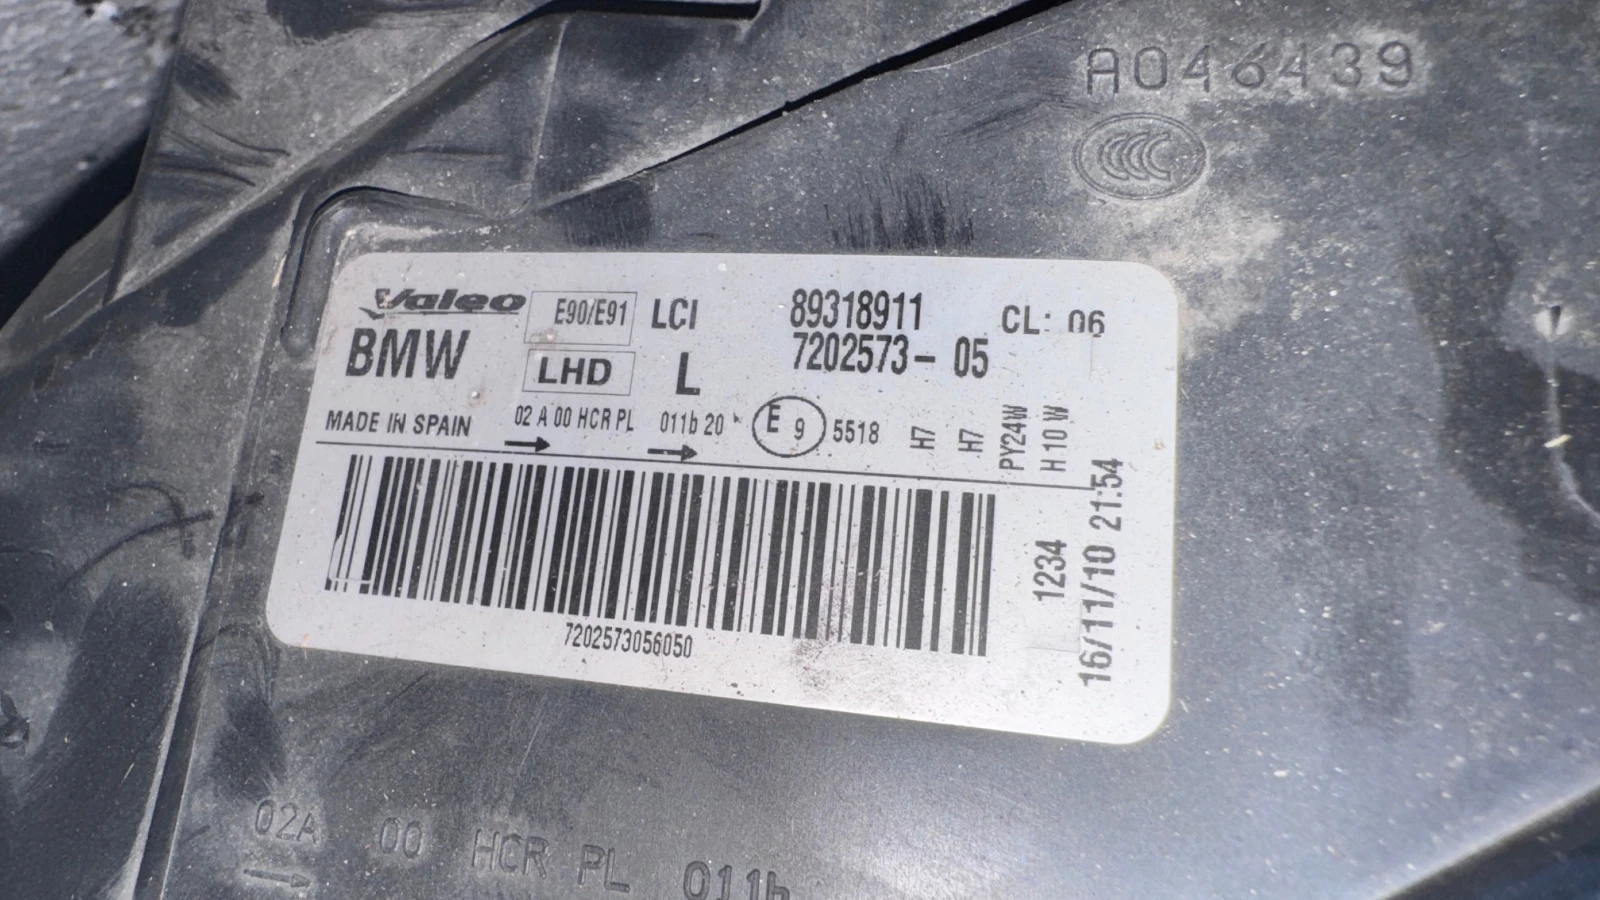 A046439
CCC
Valeo E90/E91 LCI 89318911 CL: 06
BMW LHD L 7202573- 05
MADE IN SPAIN 02 A 00 HCR PL 011b 20 E 9 5518 H7 H7 PY24W H10W
7202573056050
1234
16/11/10 21:54
02A 00 HCR PL 011b